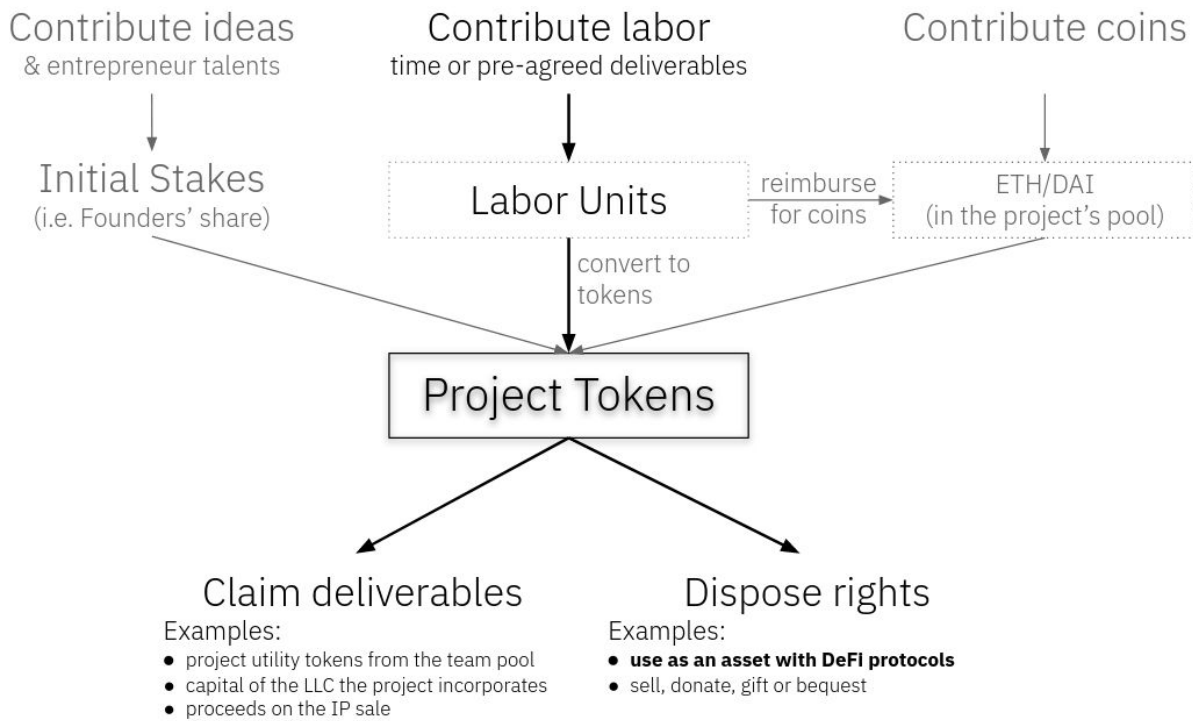 Contribute ideas
& entrepreneur talents
Contribute labor
time or pre-agreed deliverables
Contribute coins
Initial Stakes
(i.e. Founders’ share)
Labor Units
reimburse
for coins
ETH/DAI
(in the project’s pool)
convert to
tokens
Project Tokens
Claim deliverables
Examples:
● project utility tokens from the team pool
● capital of the LLC the project incorporates
● proceeds on the IP sale
Dispose rights
Examples:
● use as an asset with DeFi protocols
● sell, donate, gift or bequest